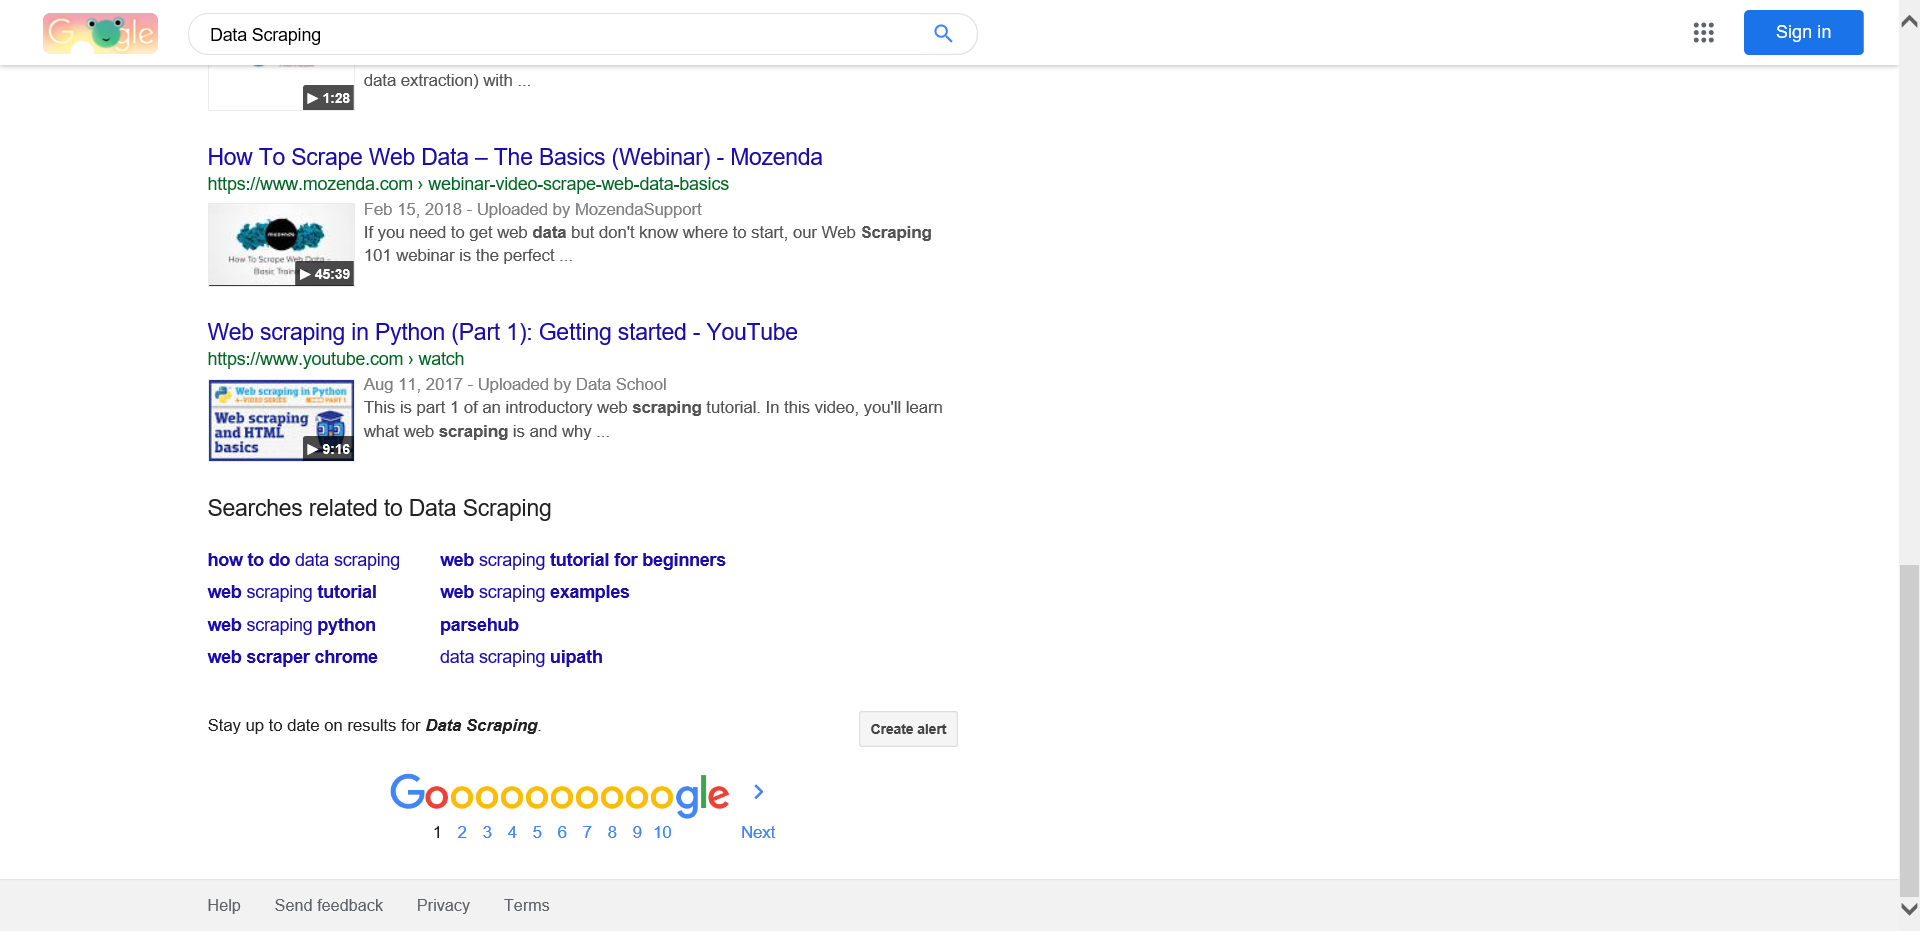 Google
Data Scraping
Sign in
data extraction) with ...
1:28
How To Scrape Web Data – The Basics (Webinar) - Mozenda
https://www.mozenda.com › webinar-video-scrape-web-data-basics
Feb 15, 2018 - Uploaded by MozendaSupport
If you need to get web data but don't know where to start, our Web Scraping
101 webinar is the perfect ...
mozenda
How To Scrape Web Data –
Basic Train
45:39
Web scraping in Python (Part 1): Getting started - YouTube
https://www.youtube.com › watch
Aug 11, 2017 - Uploaded by Data School
This is part 1 of an introductory web scraping tutorial. In this video, you'll learn
what web scraping is and why ...
Web scraping in Python
4-VIDEO SERIES PART 1
Web scraping
and HTML
basics
9:16
Searches related to Data Scraping
how to do data scraping web scraping tutorial for beginners
web scraping tutorial web scraping examples
web scraping python parsehub
web scraper chrome data scraping uipath
Stay up to date on results for Data Scraping.
Create alert
Goooooooooogle
1 2 3 4 5 6 7 8 9 10 Next
Help Send feedback Privacy Terms